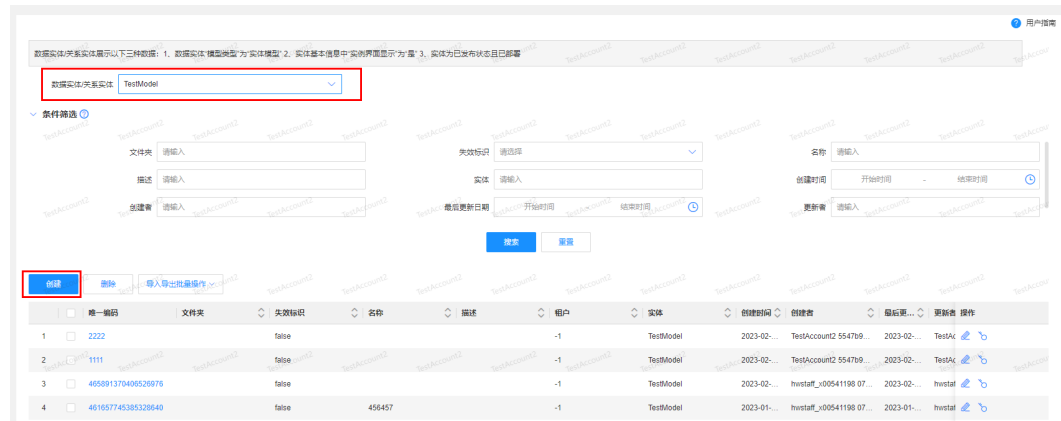 用户指南
数据实体/关系实体展示以下三种数据：1、数据实体"模型类型"为"实体模型" 2、实体基本信息中"实例界面显示"为"是" 3、实体为已发布状态且已部署
数据实体/关系实体 TestModel
条件筛选
文件夹 请输入 失效标识 请选择 名称 请输入
描述 请输入 实体 请输入 创建时间 开始时间 - 结束时间
创建者 请输入 最后更新日期 开始时间 - 结束时间 更新者 请输入
搜索 重置
创建 删除 导入导出批量操作
唯一编码 文件夹 失效标识 名称 描述 租户 实体 创建时间 创建者 最后更... 更新者 操作
1 2222 false -1 TestModel 2023-02-... TestAccount2 5547b9... 2023-02-... TestAc
2 1111 false -1 TestModel 2023-02-... TestAccount2 5547b9... 2023-02-... TestAc
3 465891370406526976 false -1 TestModel 2023-02-... hwstaff_x00541198 07... 2023-02-... hwstaf
4 461657745385328640 false 456457 -1 TestModel 2023-01-... hwstaff_x00541198 07... 2023-01-... hwstaf